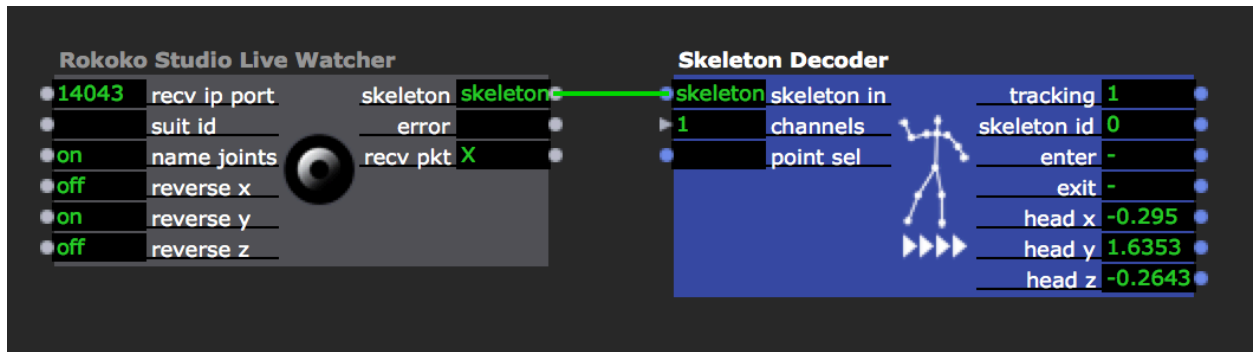 Rokoko Studio Live Watcher
14043 recv ip port skeleton skeleton
suit id error
on name joints recv pkt X
off reverse x
on reverse y
off reverse z
Skeleton Decoder
skeleton skeleton in tracking 1
1 channels skeleton id 0
point sel enter -
exit -
head x -0.295
head y 1.6353
head z -0.2643